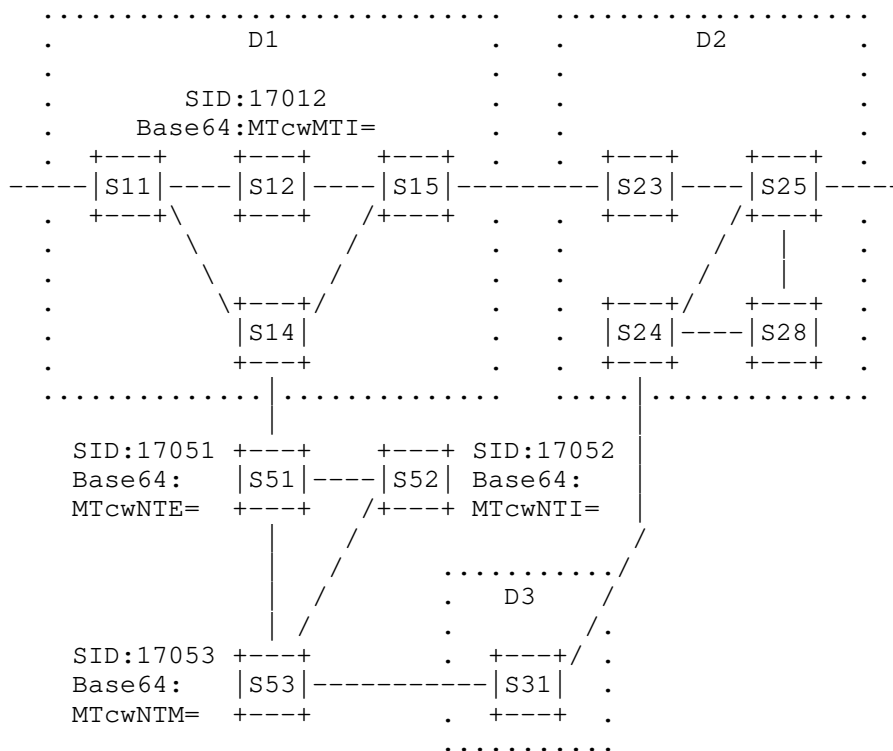 D1 D2
SID:17012
Base64:MTcwMTI=
S11 S12 S15 S23 S25
S14 S24 S28
SID:17051 SID:17052
Base64: S51 S52 Base64:
MTcwNTE= MTcwNTI=
D3
SID:17053
Base64: S53 S31
MTcwNTM=